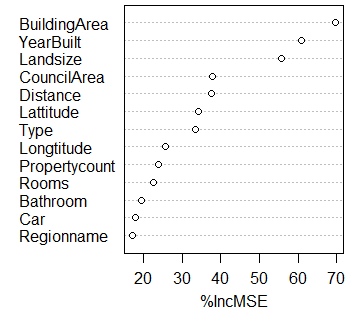 BuildingArea
YearBuilt
Landsize
CouncilArea
Distance
Lattitude
Type
Longtitude
Propertycount
Rooms
Bathroom
Car
Regionname
20 30 40 50 60 70
%IncMSE